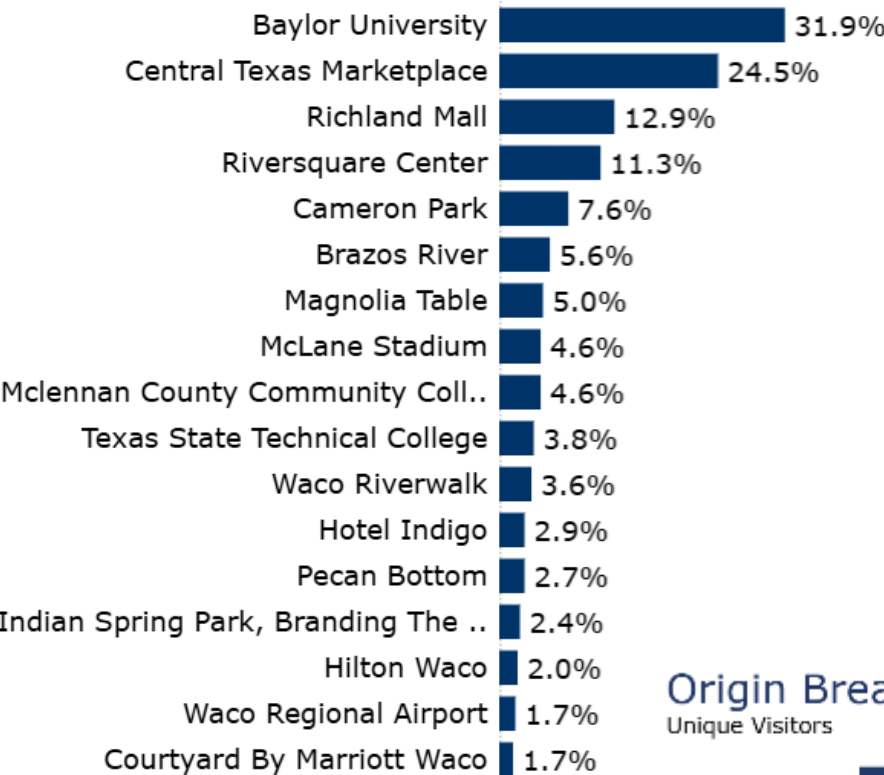 Baylor University 31.9%
Central Texas Marketplace 24.5%
Richland Mall 12.9%
Riversquare Center 11.3%
Cameron Park 7.6%
Brazos River 5.6%
Magnolia Table 5.0%
McLane Stadium 4.6%
Mclennan County Community Coll.. 4.6%
Texas State Technical College 3.8%
Waco Riverwalk 3.6%
Hotel Indigo 2.9%
Pecan Bottom 2.7%
Indian Spring Park, Branding The .. 2.4%
Hilton Waco 2.0%
Origin Brea
Waco Regional Airport 1.7%
Unique Visitors
Courtyard By Marriott Waco 1.7%